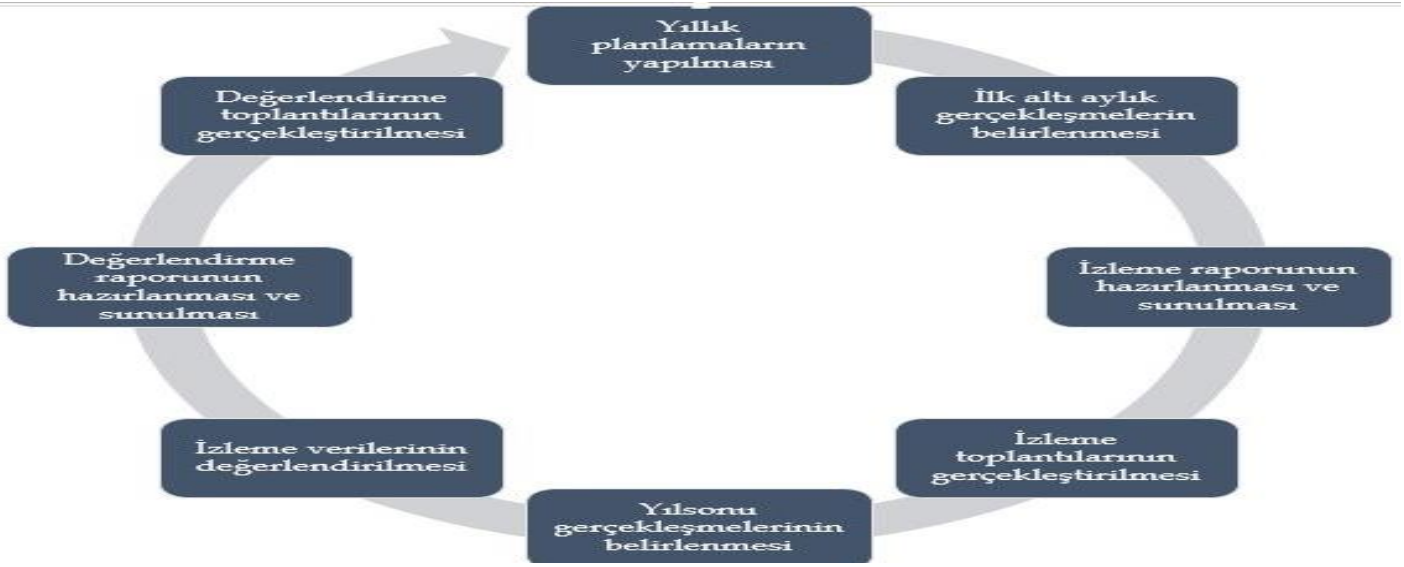 Yıllık
planlamaların
yapılması
İlk altı aylık
gerçekleşmelerin
belirlenmesi
İzleme raporunun
hazırlanması ve
sunulması
İzleme
toplantılarının
gerçekleştirilmesi
Yılsonu
gerçekleşmelerinin
belirlenmesi
İzleme verilerinin
değerlendirilmesi
Değerlendirme
raporunun
hazırlanması ve
sunulması
Değerlendirme
toplantılarının
gerçekleştirilmesi